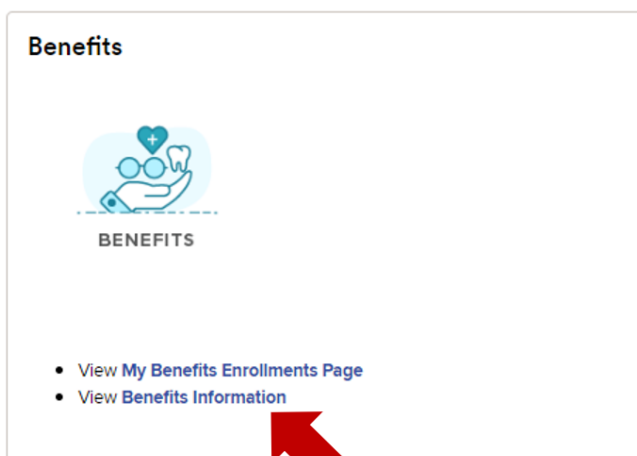 Benefits
BENEFITS
• View My Benefits Enrollments Page
• View Benefits Information